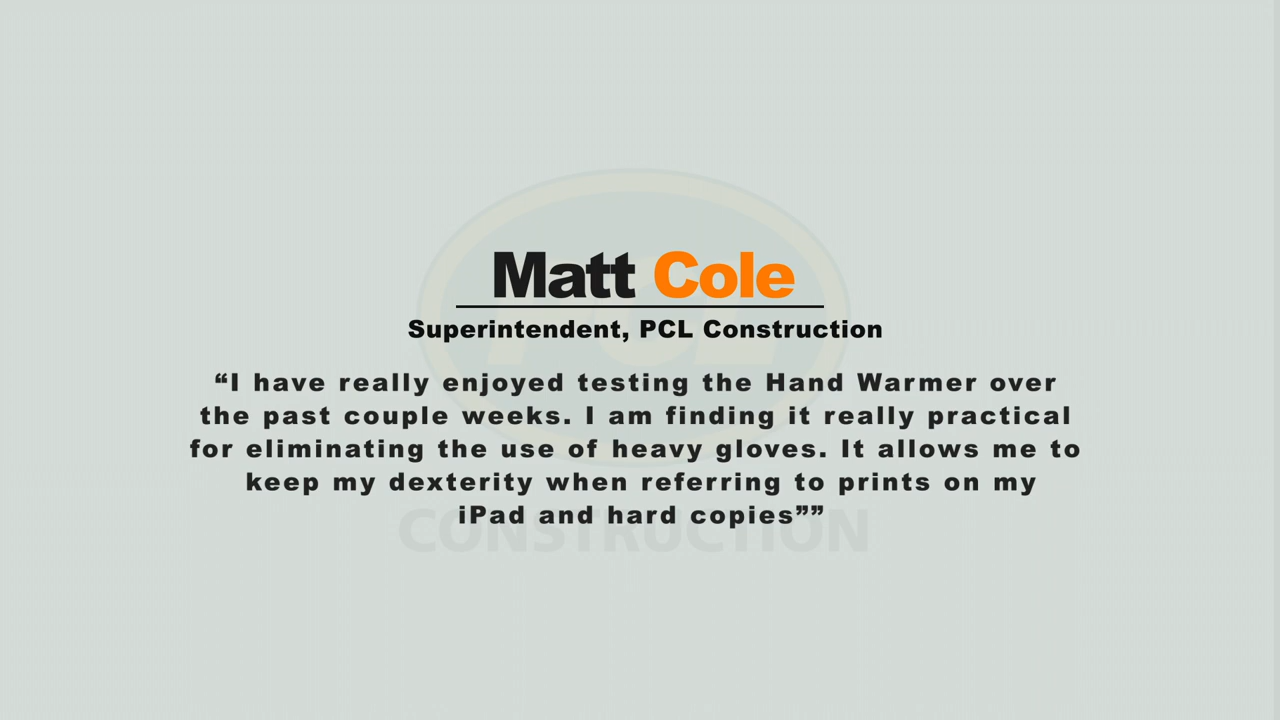 Matt Cole
Superintendent, PCL Construction
“I have really enjoyed testing the Hand Warmer over
the past couple weeks. I am finding it really practical
for eliminating the use of heavy gloves. It allows me to
keep my dexterity when referring to prints on my
iPad and hard copies””
PCL
CONSTRUCTION